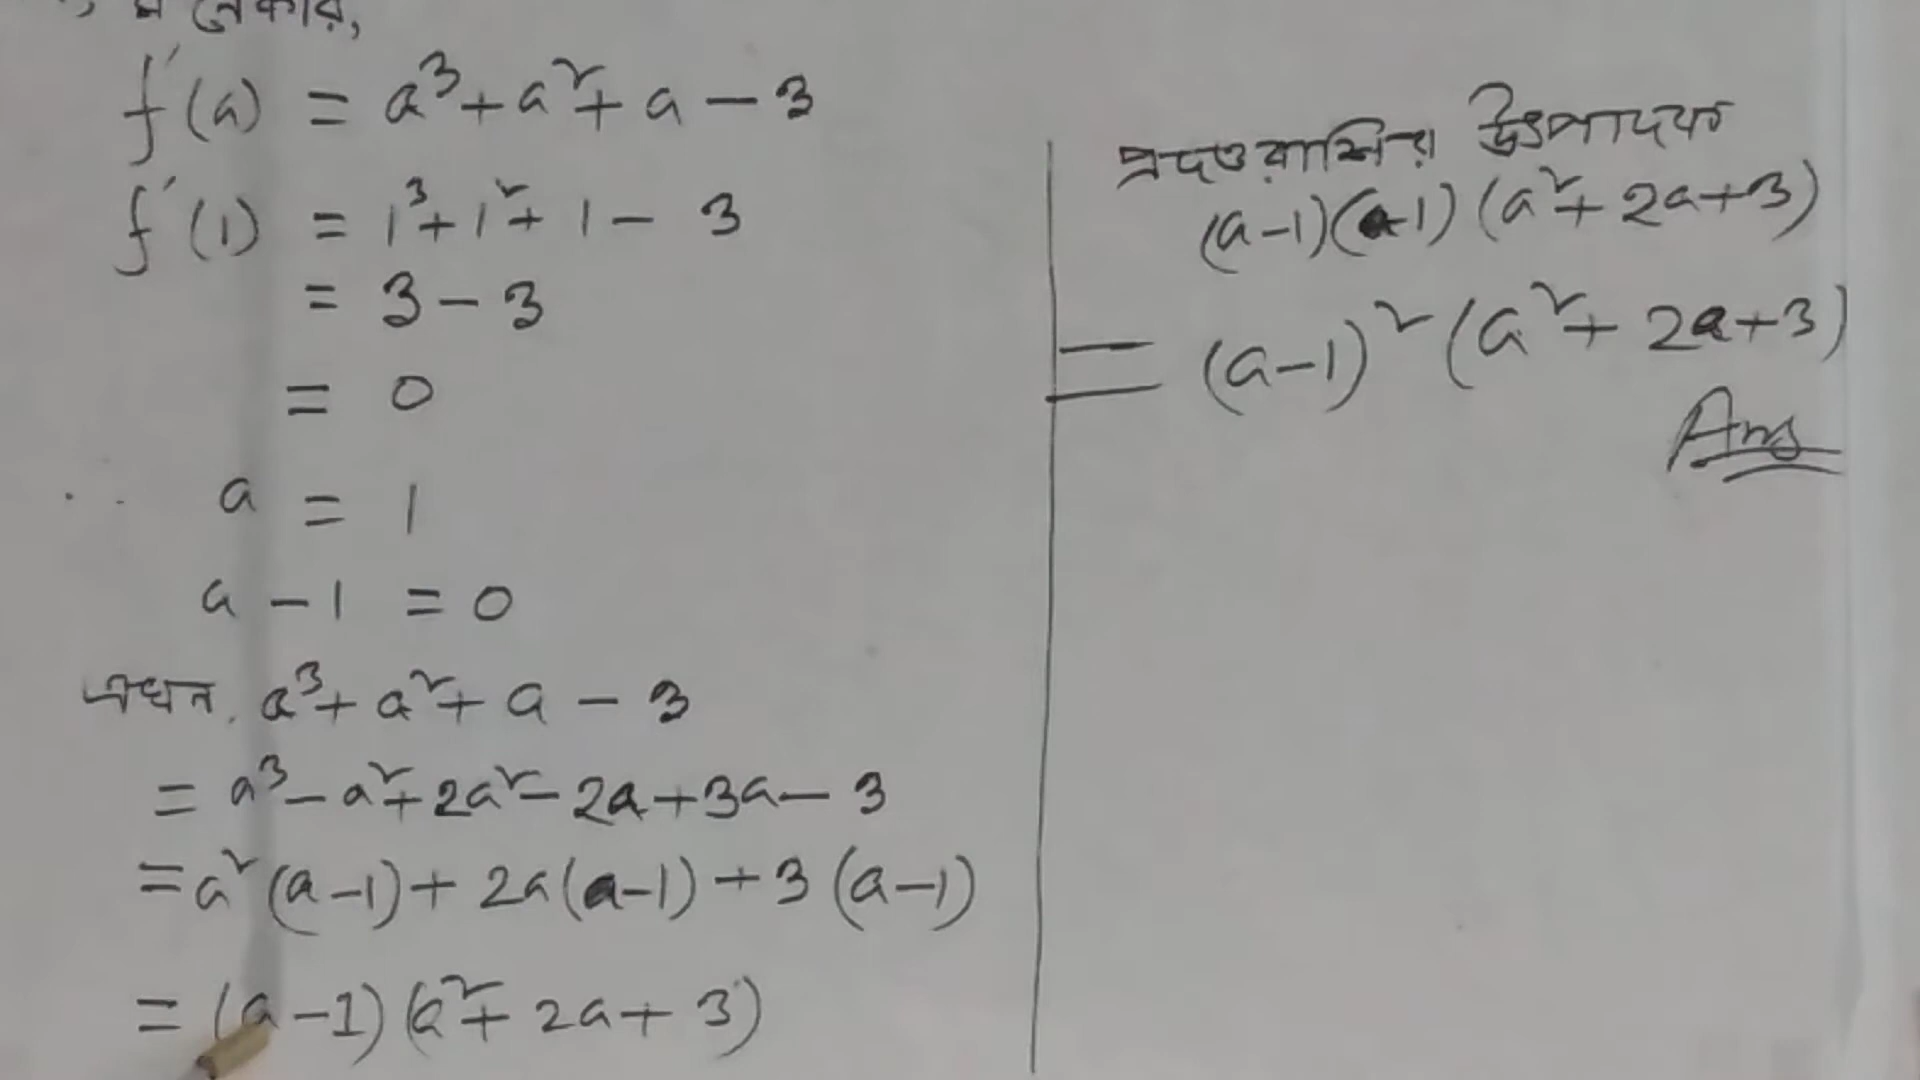 f′(a) = a³+a²+a-3
f′(1) = 1³+1²+1-3
= 3-3
= 0
a = 1
a-1 = 0
এখন, a³+a²+a-3
= a³-a²+2a²-2a+3a-3
= a²(a-1)+2a(a-1)+3(a-1)
= (a-1)(a²+2a+3)
প্রদত্ত রাশির উৎপাদক
(a-1)(a-1)(a²+2a+3)
= (a-1)²(a²+2a+3)
Ans